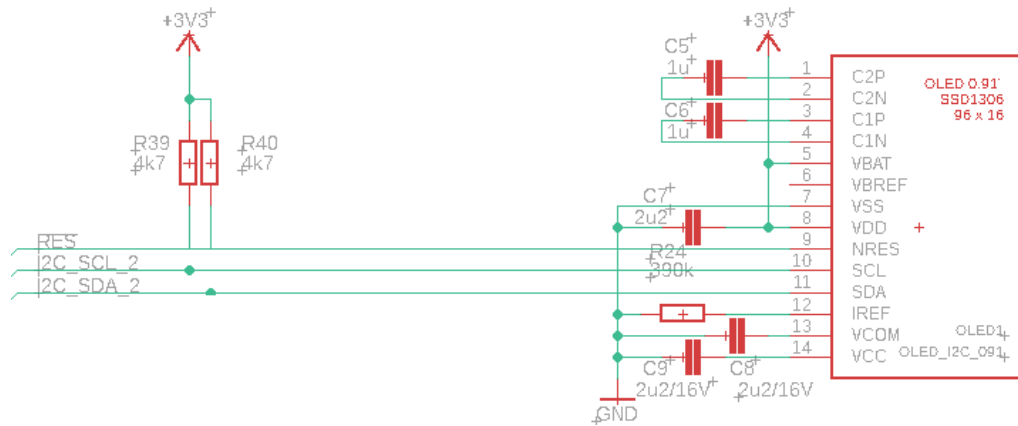 +3V3
+3V3
C5
1u
C6
1u
1
2
3
4
5
6
7
8
9
10
11
12
13
14
C2P
C2N
C1P
C1N
VBAT
VBREF
VSS
VDD
NRES
SCL
SDA
IREF
VCOM
VCC
OLED 0.91"
SSD1306
96 x 16
R39
4k7
R40
4k7
C7
2u2
R24
390k
RES
I2C_SCL_2
I2C_SDA_2
OLED1
OLED_I2C_091
C9
2u2/16V
C8
2u2/16V
GND